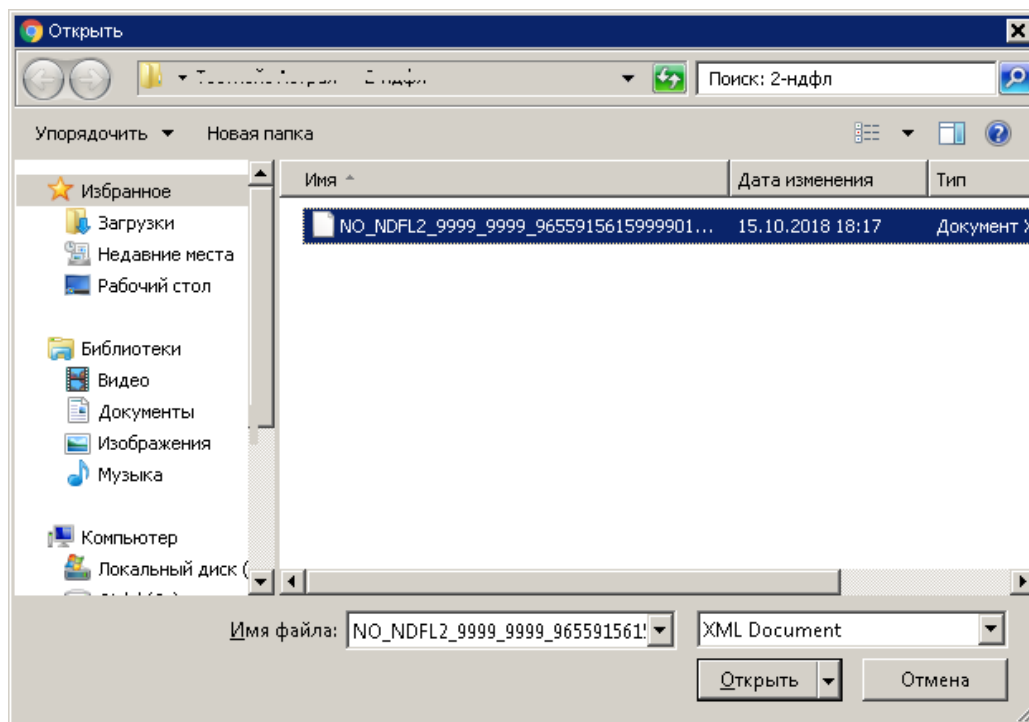 Открыть
2-ндфл
Поиск: 2-ндфл
Упорядочить
Новая папка
Имя
Дата изменения
Тип
Избранное
Загрузки
Недавние места
Рабочий стол
Библиотеки
Видео
Документы
Изображения
Музыка
Компьютер
Локальный диск (
NO_NDFL2_9999_9999_9655915615999901...
15.10.2018 18:17
Документ
Имя файла:
NO_NDFL2_9999_9999_965591561
XML Document
Открыть
Отмена